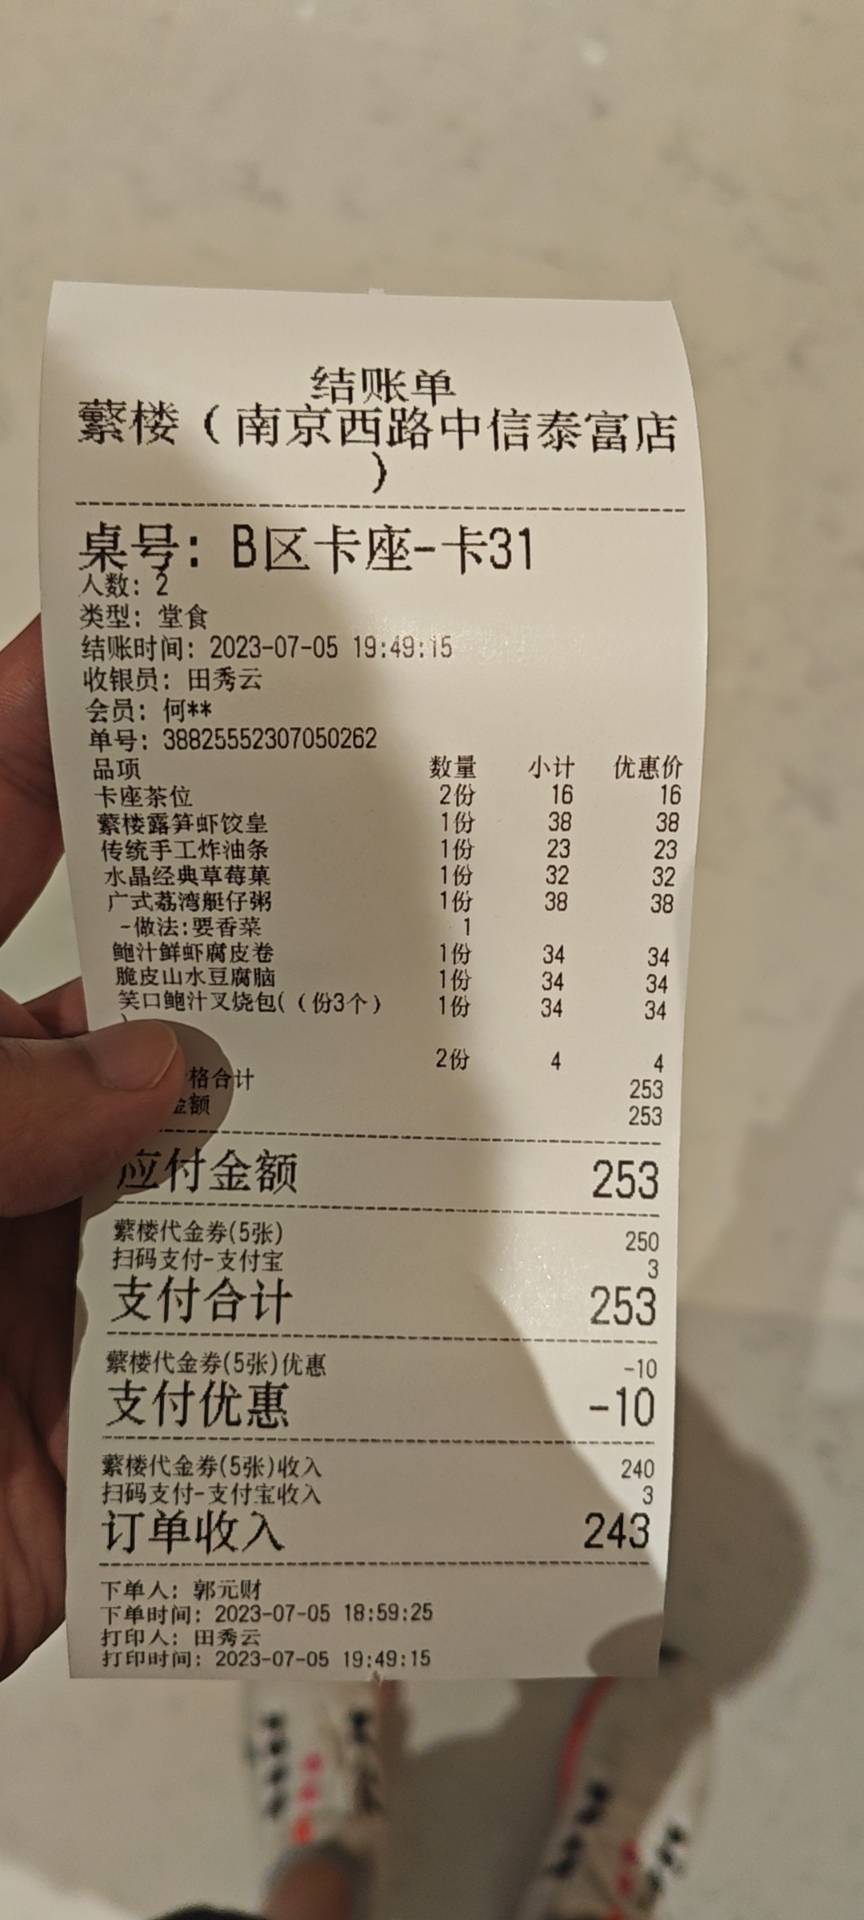 结账单
蘩楼（南京西路中信泰富店
）
桌号：B区卡座-卡31
人数：2
类型：堂食
结账时间：2023-07-05 19:49:15
收银员：田秀云
会员：何**
单号：38825552307050262
品项 数量 小计 优惠价
卡座茶位 2份 16 16
蘩楼露笋虾饺皇 1份 38 38
传统手工炸油条 1份 23 23
水晶经典草莓菓 1份 32 32
广式荔湾艇仔粥 1份 38 38
-做法:要香菜 1
鲍汁鲜虾腐皮卷 1份 34 34
脆皮山水豆腐脑 1份 34 34
笑口鲍汁叉烧包(（份3个） 1份 34 34
)
2份 4 4
格合计 253
金额 253
应付金额 253
蘩楼代金券(5张) 250
扫码支付-支付宝 3
支付合计 253
蘩楼代金券(5张)优惠 -10
支付优惠 -10
蘩楼代金券(5张)收入 240
扫码支付-支付宝收入 3
订单收入 243
下单人：郭元财
下单时间：2023-07-05 18:59:25
打印人：田秀云
打印时间：2023-07-05 19:49:15